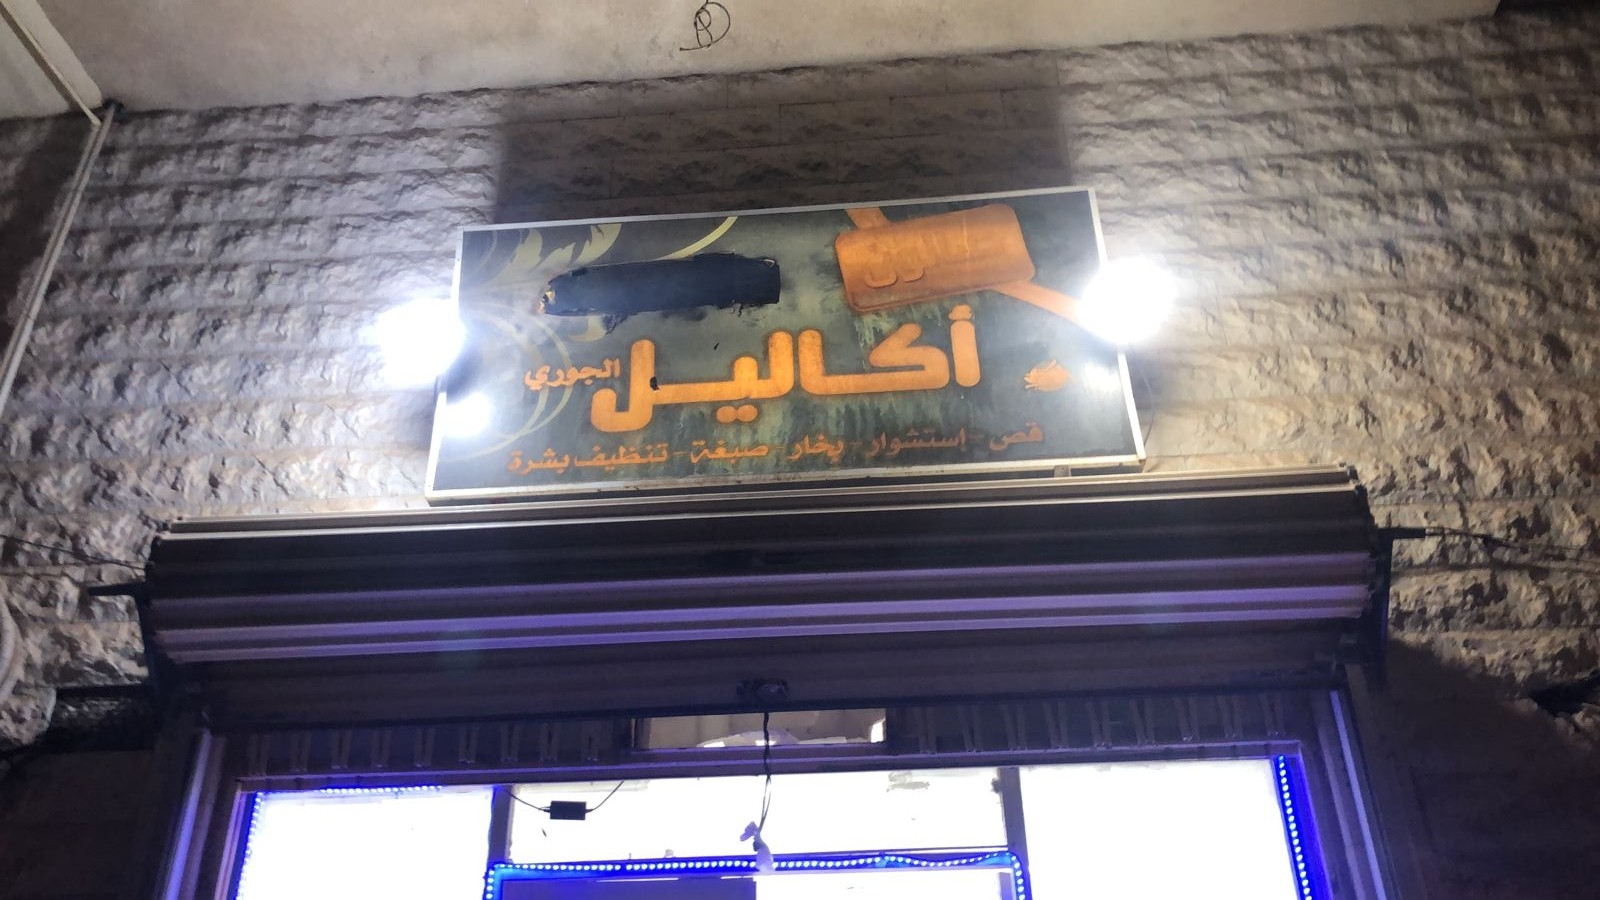 صالون
أكاليل الجوري
قص - استشوار - بخار - صبغة - تنظيف بشرة